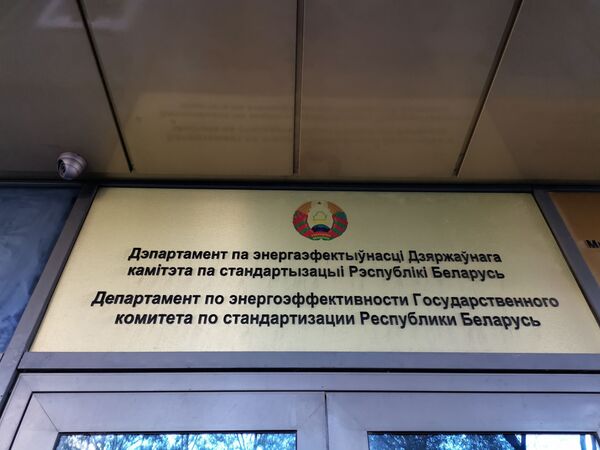 Дэпартамент па энергаэфектыўнасці Дзяржаўнага
камітэта па стандартызацыі Рэспублікі Беларусь
Департамент по энергоэффективности Государственного
комитета по стандартизации Республики Беларусь